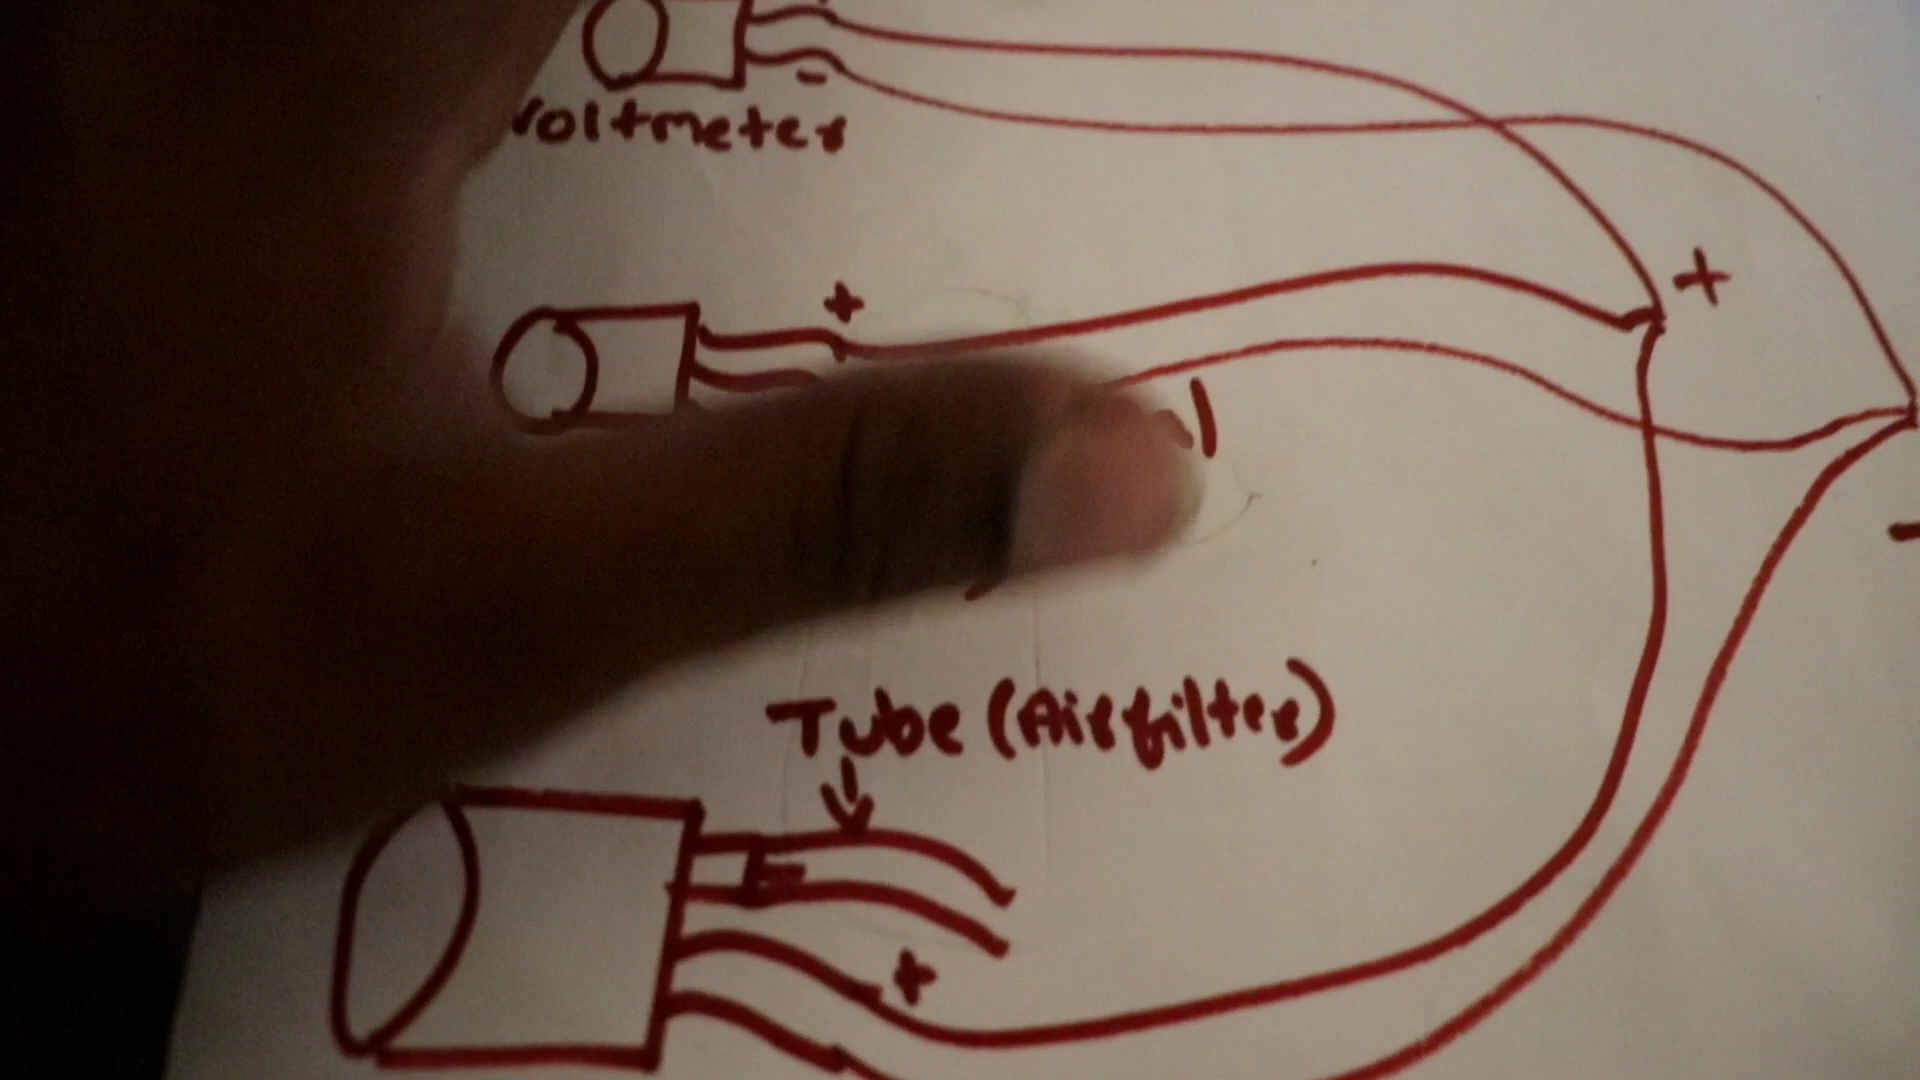 -
voltmeter
+
+
-
Tube (Airfilter)
+